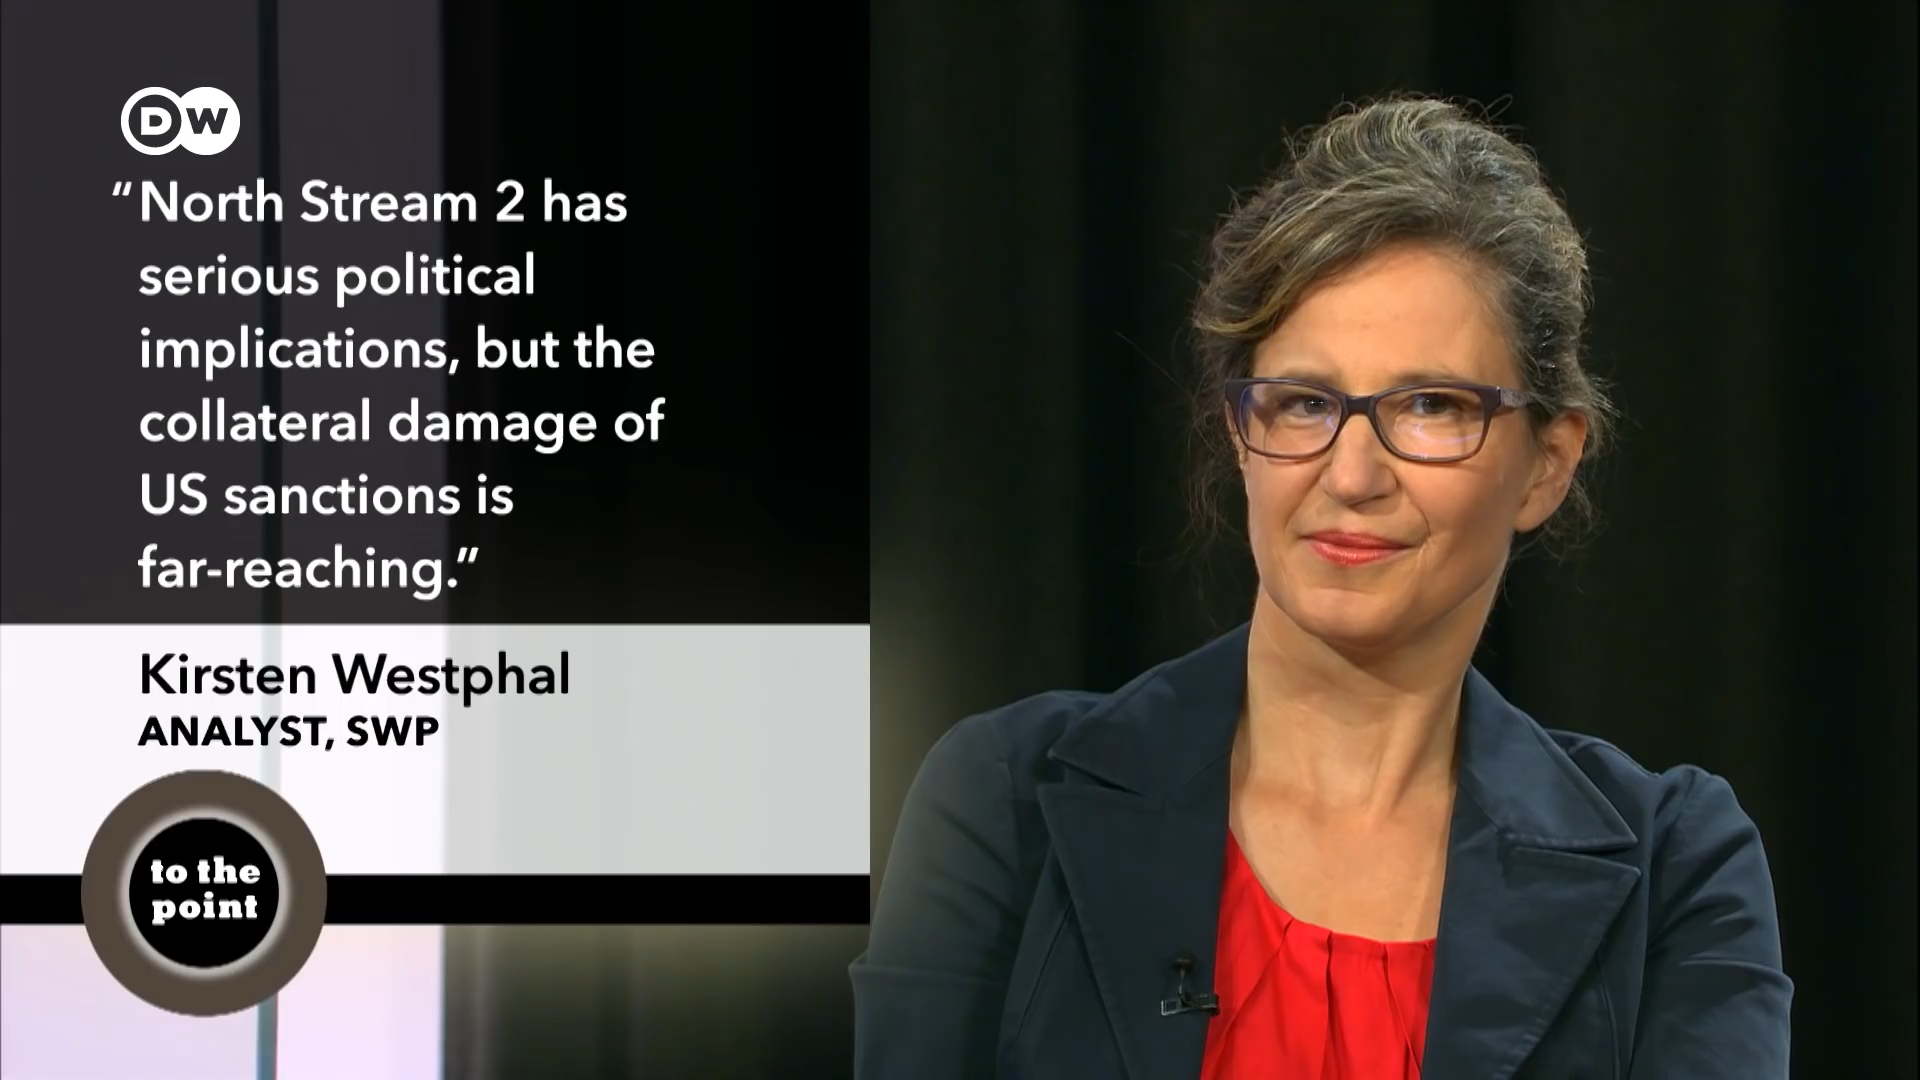 DW
“North Stream 2 has
serious political
implications, but the
collateral damage of
US sanctions is
far-reaching.”
Kirsten Westphal
ANALYST, SWP
to the
point